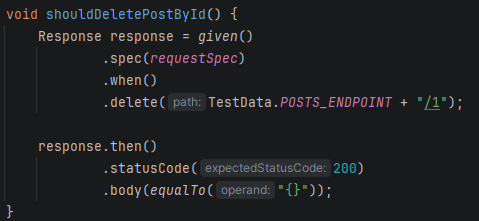 void shouldDeletePostById() {
    Response response = given()
            .spec(requestSpec)
            .when()
            .delete( path: TestData.POSTS_ENDPOINT + "/1");

    response.then()
            .statusCode( expectedStatusCode: 200)
            .body(equalTo( operand: "{}"));
}